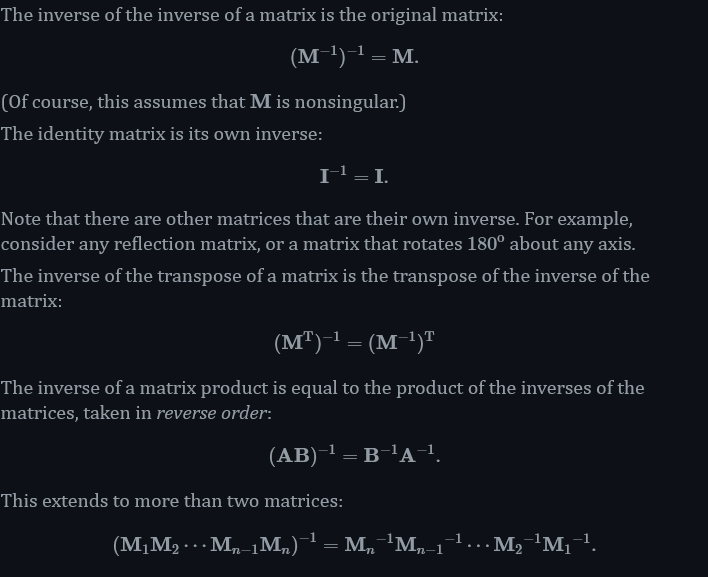 The inverse of the inverse of a matrix is the original matrix:
(M⁻¹)⁻¹ = M.
(Of course, this assumes that M is nonsingular.)
The identity matrix is its own inverse:
I⁻¹ = I.
Note that there are other matrices that are their own inverse. For example,
consider any reflection matrix, or a matrix that rotates 180º about any axis.
The inverse of the transpose of a matrix is the transpose of the inverse of the
matrix:
(Mᵀ)⁻¹ = (M⁻¹)ᵀ
The inverse of a matrix product is equal to the product of the inverses of the
matrices, taken in reverse order:
(AB)⁻¹ = B⁻¹A⁻¹.
This extends to more than two matrices:
(M₁M₂ ⋯ Mₙ₋₁Mₙ)⁻¹ = Mₙ⁻¹Mₙ₋₁⁻¹ ⋯ M₂⁻¹M₁⁻¹.